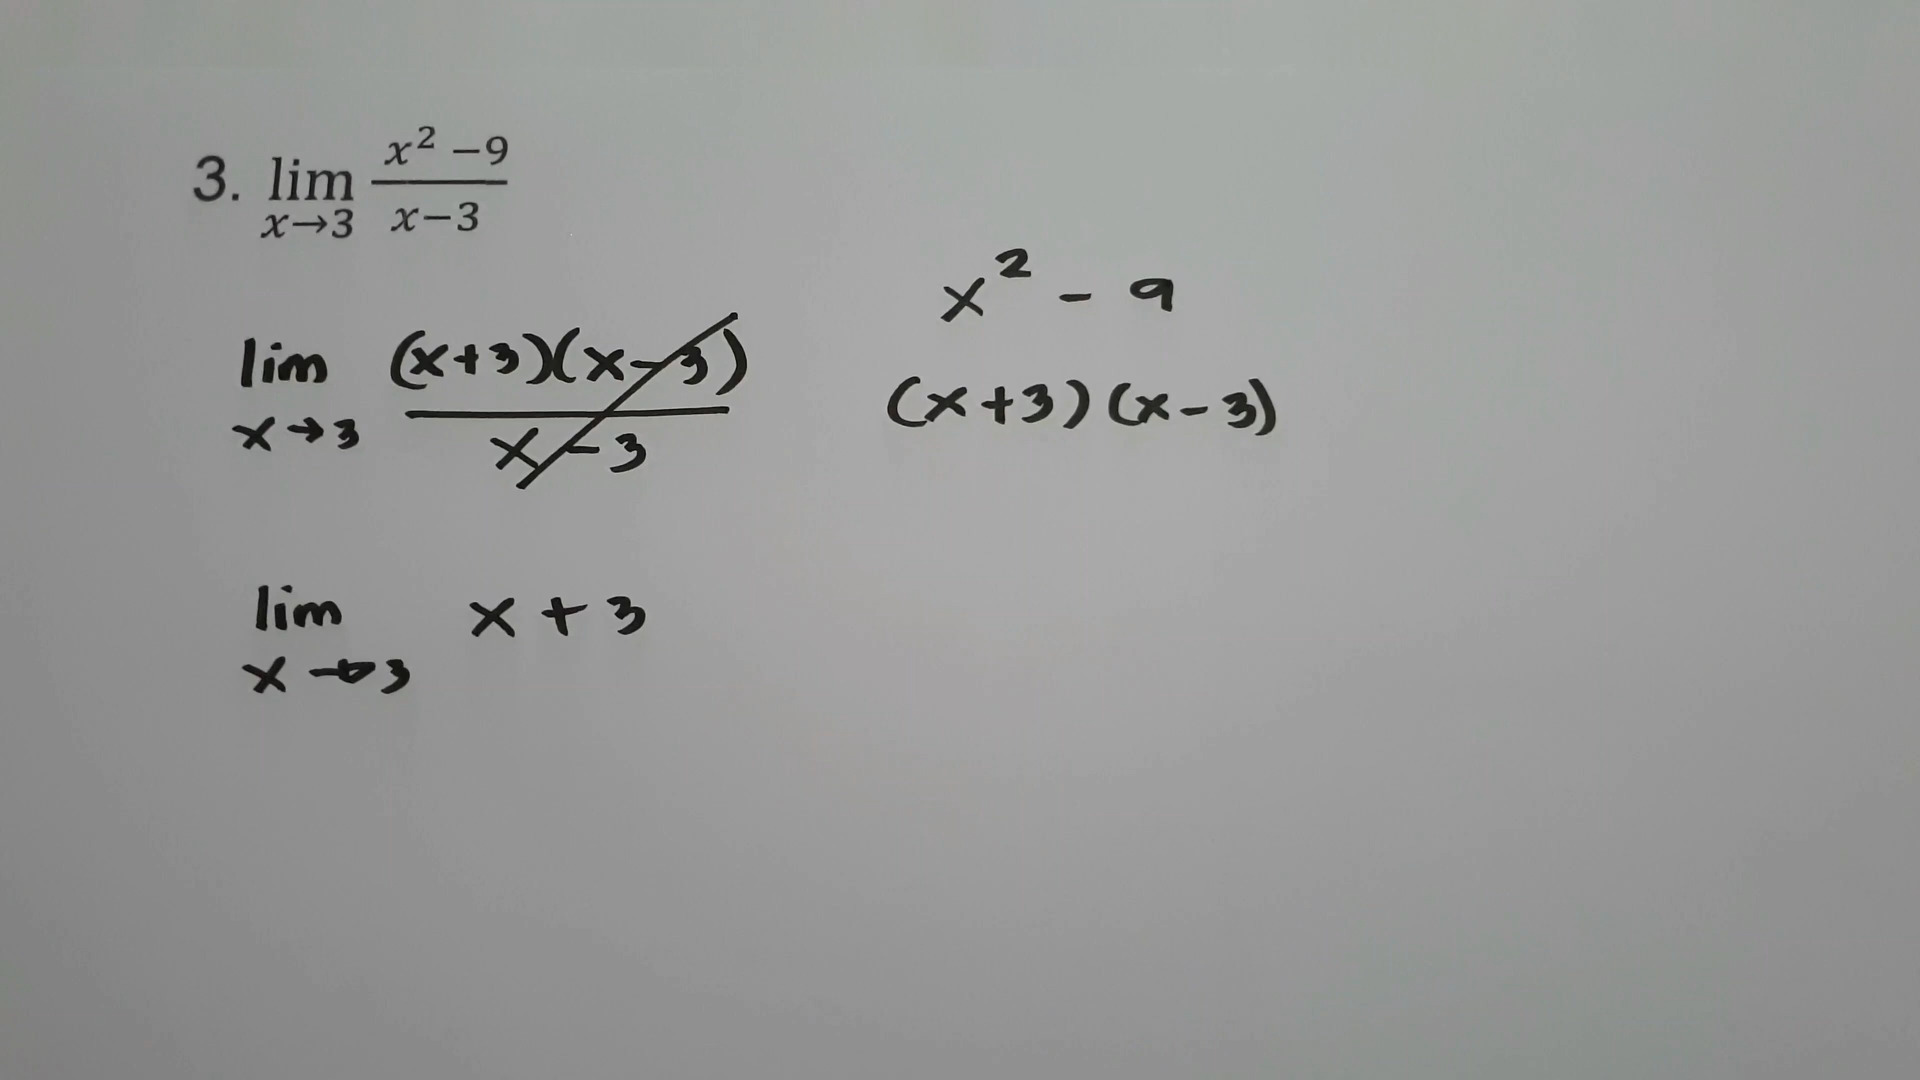 3. lim x² −9
x→3 x−3
x² - 9
lim (x+3)(x-3)
x→3 x-3
(x+3)(x-3)
lim x+3
x→3